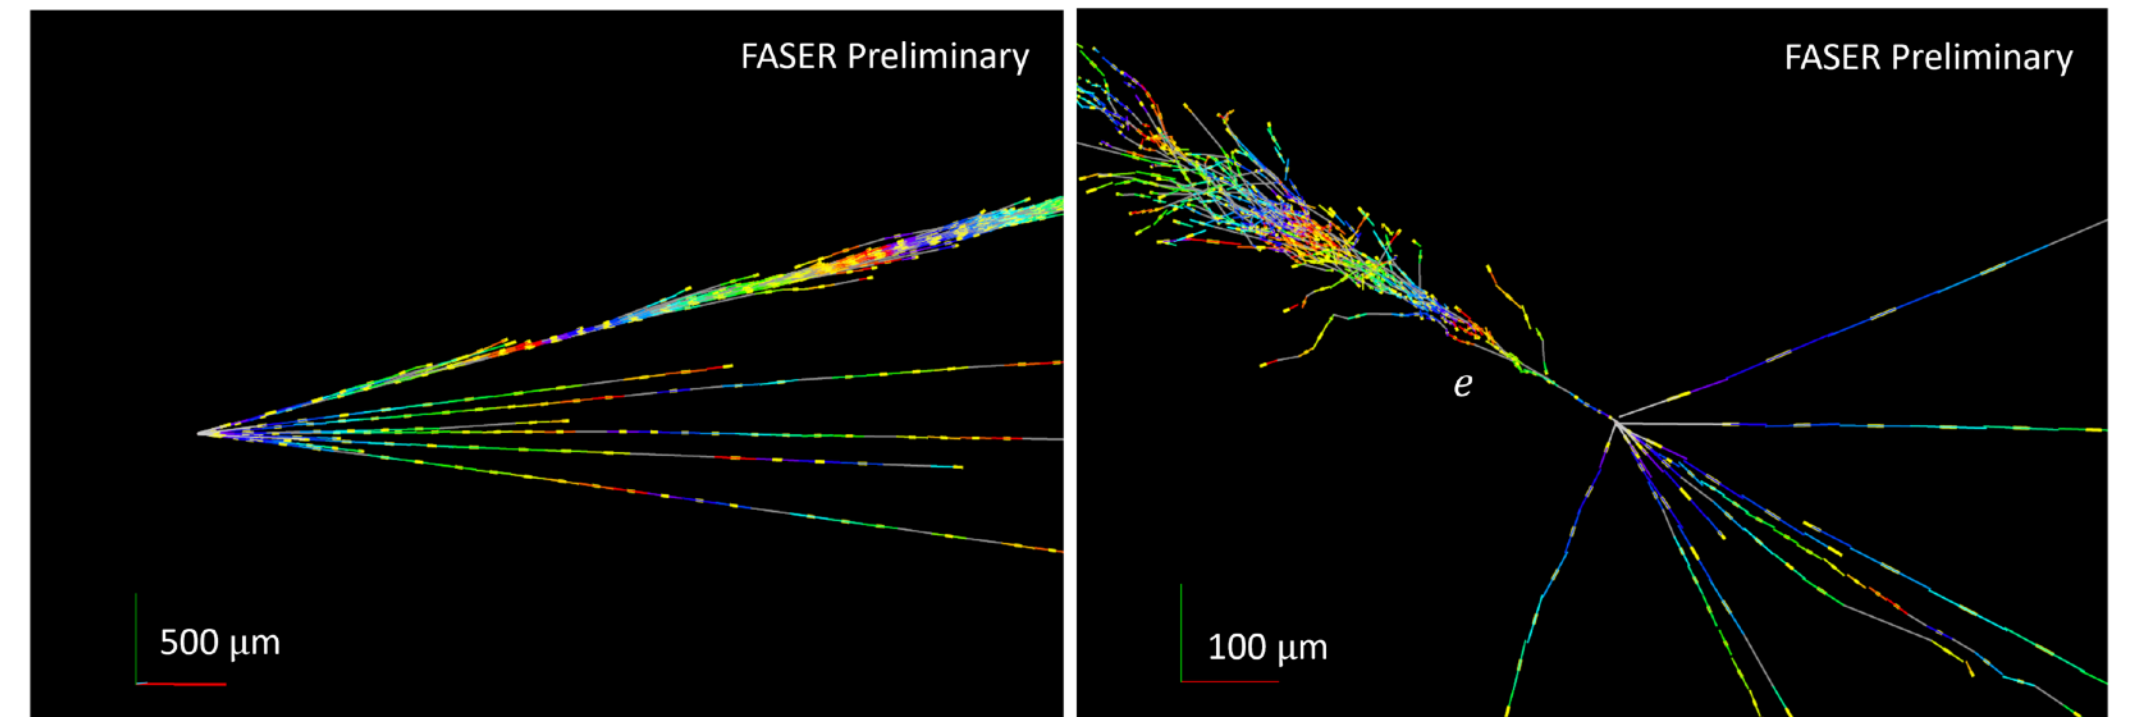 FASER Preliminary
500 μm
FASER Preliminary
e
100 μm